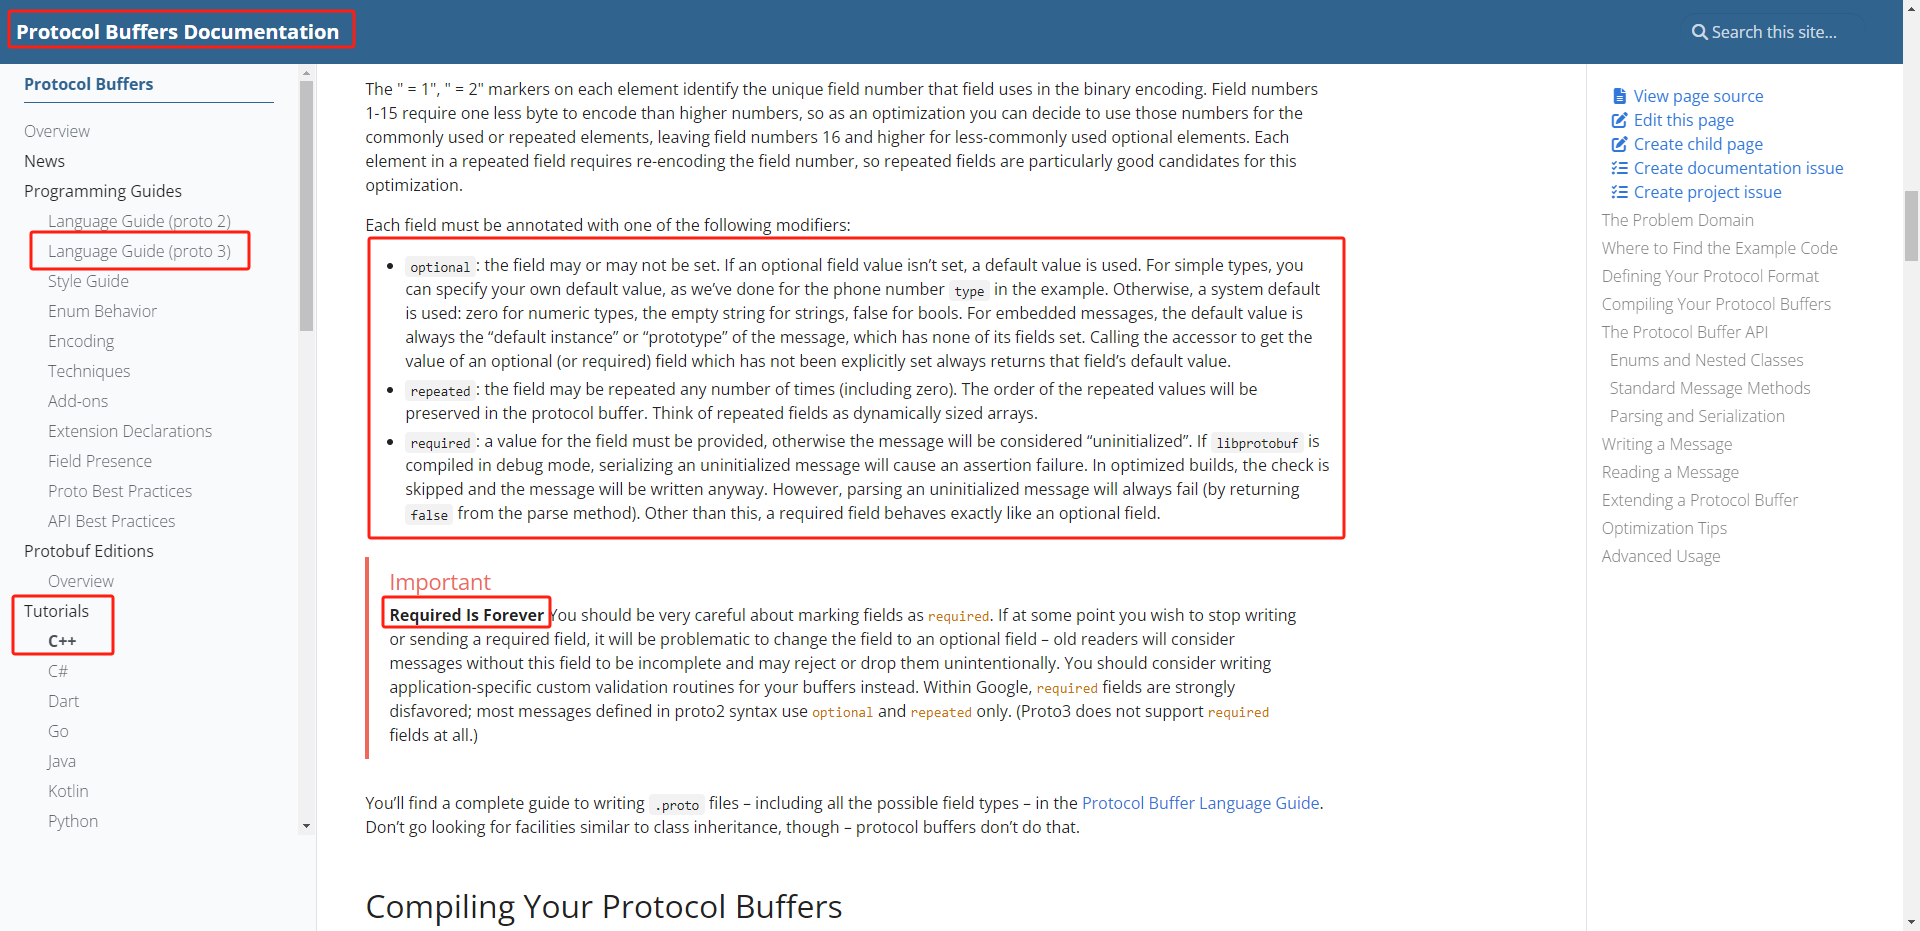 Protocol Buffers Documentation
Search this site...
Protocol Buffers
Overview
News
Programming Guides
Language Guide (proto 2)
Language Guide (proto 3)
Style Guide
Enum Behavior
Encoding
Techniques
Add-ons
Extension Declarations
Field Presence
Proto Best Practices
API Best Practices
Protobuf Editions
Overview
Tutorials
C++
C#
Dart
Go
Java
Kotlin
Python
The " = 1", " = 2" markers on each element identify the unique field number that field uses in the binary encoding. Field numbers
1-15 require one less byte to encode than higher numbers, so as an optimization you can decide to use those numbers for the
commonly used or repeated elements, leaving field numbers 16 and higher for less-commonly used optional elements. Each
element in a repeated field requires re-encoding the field number, so repeated fields are particularly good candidates for this
optimization.
Each field must be annotated with one of the following modifiers:
• optional : the field may or may not be set. If an optional field value isn’t set, a default value is used. For simple types, you
can specify your own default value, as we’ve done for the phone number type in the example. Otherwise, a system default
is used: zero for numeric types, the empty string for strings, false for bools. For embedded messages, the default value is
always the “default instance” or “prototype” of the message, which has none of its fields set. Calling the accessor to get the
value of an optional (or required) field which has not been explicitly set always returns that field’s default value.
• repeated : the field may be repeated any number of times (including zero). The order of the repeated values will be
preserved in the protocol buffer. Think of repeated fields as dynamically sized arrays.
• required : a value for the field must be provided, otherwise the message will be considered “uninitialized”. If libprotobuf is
compiled in debug mode, serializing an uninitialized message will cause an assertion failure. In optimized builds, the check is
skipped and the message will be written anyway. However, parsing an uninitialized message will always fail (by returning
false from the parse method). Other than this, a required field behaves exactly like an optional field.
Important
Required Is Forever You should be very careful about marking fields as required. If at some point you wish to stop writing
or sending a required field, it will be problematic to change the field to an optional field – old readers will consider
messages without this field to be incomplete and may reject or drop them unintentionally. You should consider writing
application-specific custom validation routines for your buffers instead. Within Google, required fields are strongly
disfavored; most messages defined in proto2 syntax use optional and repeated only. (Proto3 does not support required
fields at all.)
You’ll find a complete guide to writing .proto files – including all the possible field types – in the Protocol Buffer Language Guide.
Don’t go looking for facilities similar to class inheritance, though – protocol buffers don’t do that.
Compiling Your Protocol Buffers
View page source
Edit this page
Create child page
Create documentation issue
Create project issue
The Problem Domain
Where to Find the Example Code
Defining Your Protocol Format
Compiling Your Protocol Buffers
The Protocol Buffer API
Enums and Nested Classes
Standard Message Methods
Parsing and Serialization
Writing a Message
Reading a Message
Extending a Protocol Buffer
Optimization Tips
Advanced Usage